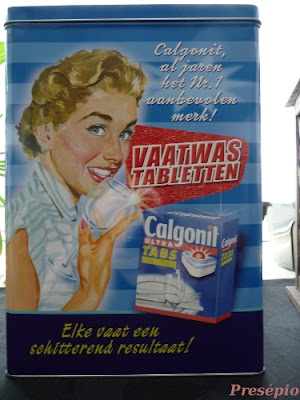 Calgonit,
al jaren
het Nr. 1
aanbevolen
merk!
VAATWAS
TABLETTEN
Calgonit
ULTRA
TABS
Calgonit
TABS
Elke vaat een
schitterend resultaat!
Presépio